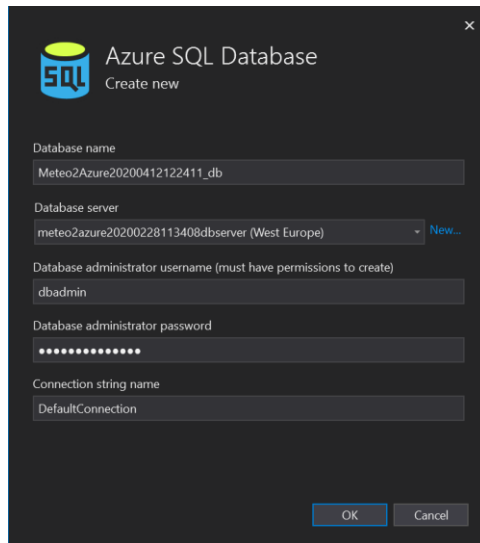 Azure SQL Database
SQL
Create new
Database name
Meteo2Azure20200412122411_db
Database server
meteo2azure20200228113408dbserver (West Europe)
New...
Database administrator username (must have permissions to create)
dbadmin
Database administrator password
••••••••••••••
Connection string name
DefaultConnection
OK
Cancel